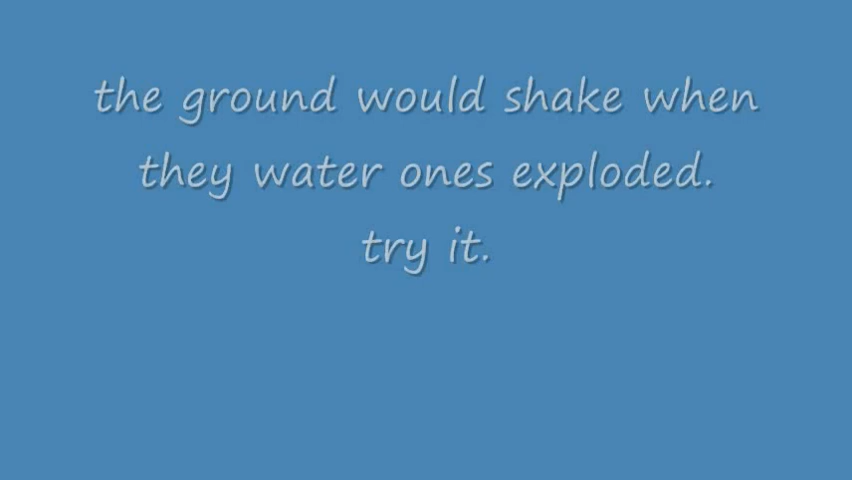 the ground would shake when
they water ones exploded.
try it.